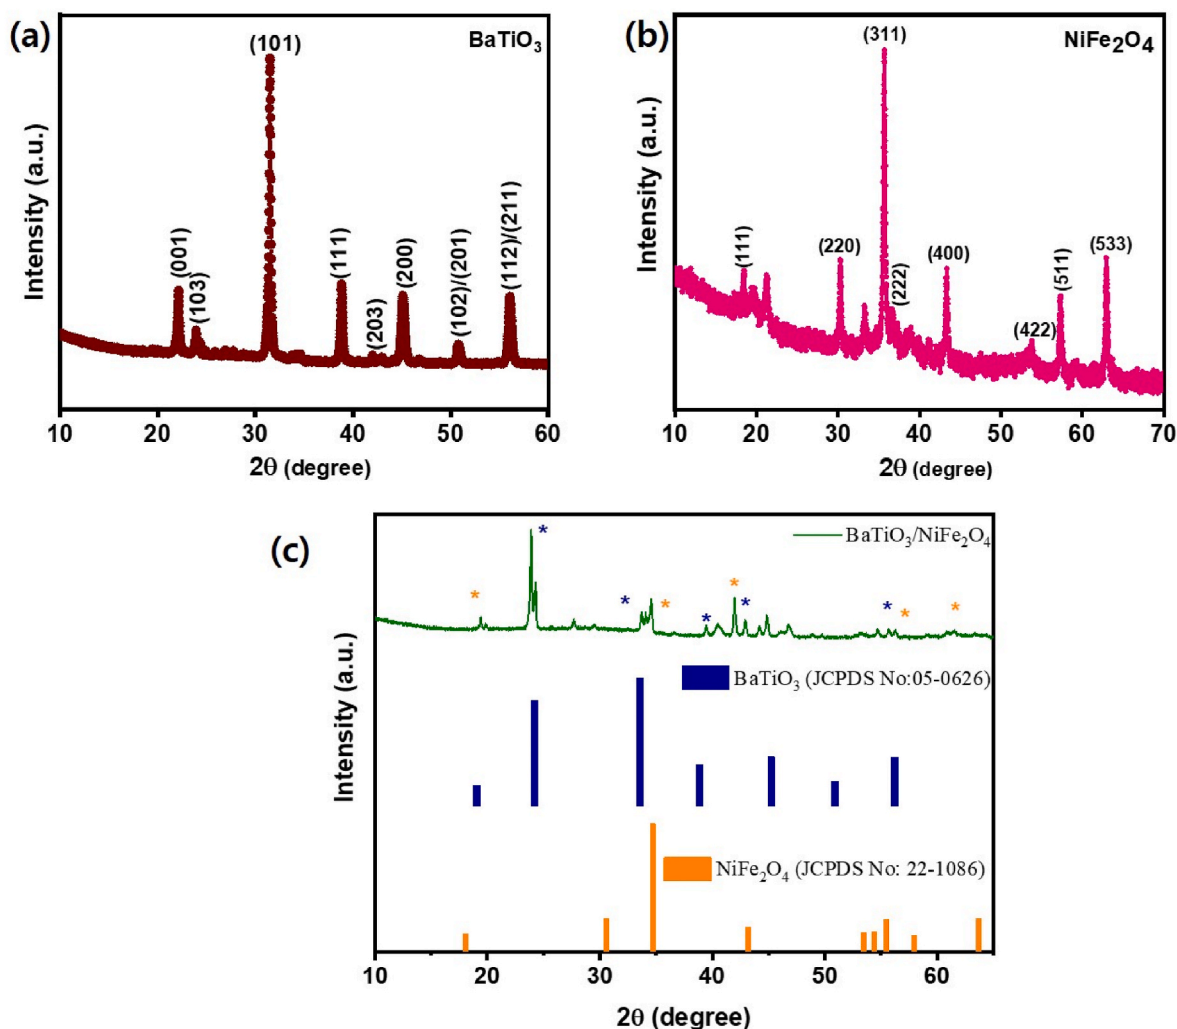 (a)
BaTiO₃
(101)
(001)
(103)
(111)
(203)
(200)
(102)/(201)
(112)/(211)
Intensity (a.u.)
10 20 30 40 50 60
2θ (degree)
(b)
NiFe₂O₄
(311)
(111)
(220)
(222)
(400)
(422)
(511)
(533)
Intensity (a.u.)
10 20 30 40 50 60 70
2θ (degree)
(c)
BaTiO₃/NiFe₂O₄
* * * * * * * * * *
BaTiO₃ (JCPDS No:05-0626)
NiFe₂O₄ (JCPDS No: 22-1086)
Intensity (a.u.)
10 20 30 40 50 60
2θ (degree)